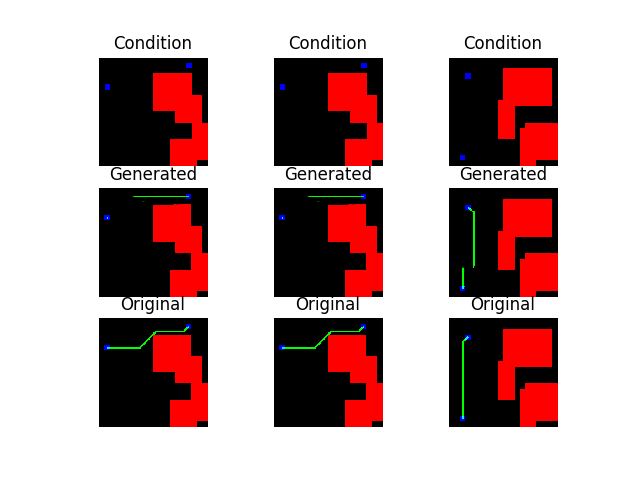 Condition Condition Condition
Generated Generated Generated
Original Original Original